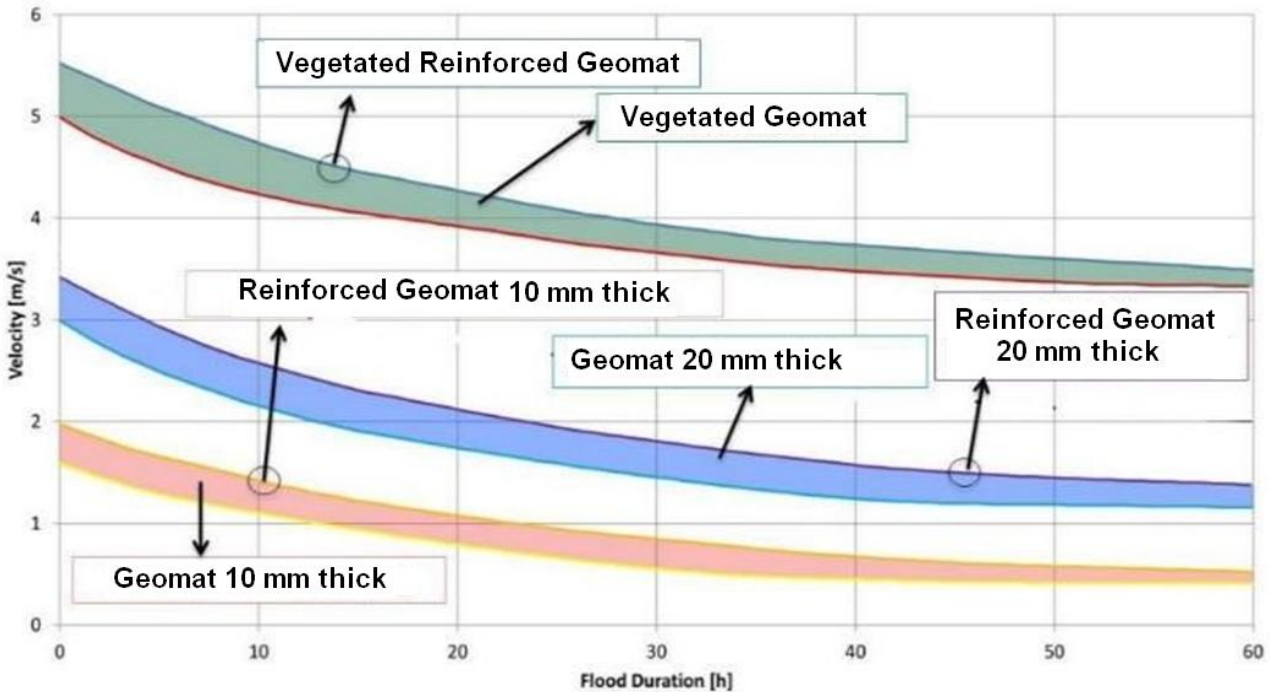 6
Vegetated Reinforced Geomat
Vegetated Geomat
5
4
Reinforced Geomat 10 mm thick
Reinforced Geomat
20 mm thick
Velocity [m/s]
3
Geomat 20 mm thick
2
1
Geomat 10 mm thick
0
0 10 20 30 40 50 60
Flood Duration [h]